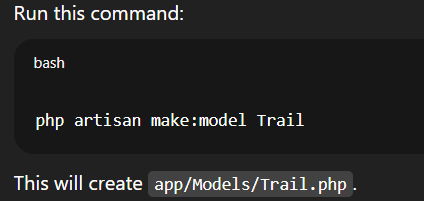 Run this command:
bash
php artisan make:model Trail
This will create app/Models/Trail.php.